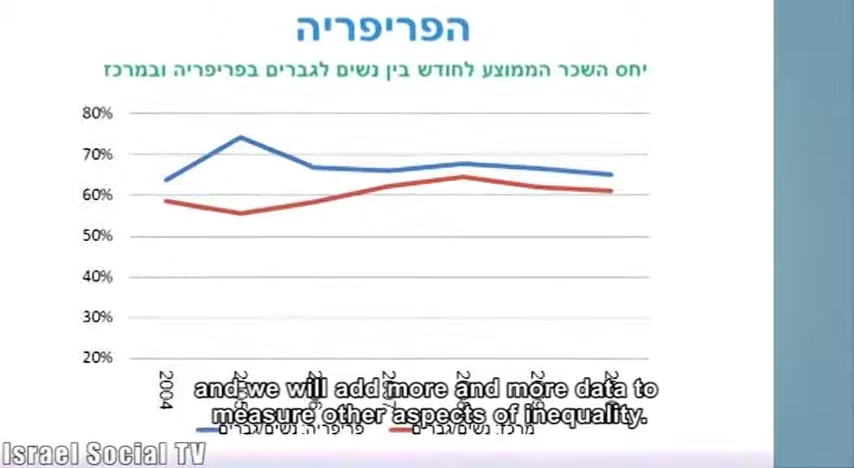 הפריפריה
יחס השכר הממוצע לחודש בין נשים לגברים בפריפריה ובמרכז
80%
70%
60%
50%
40%
30%
20%
2004
and we will add more and more data to
measure other aspects of inequality.
פריפריה: נשים/גברים
מרכז: נשים/גברים
Israel Social TV